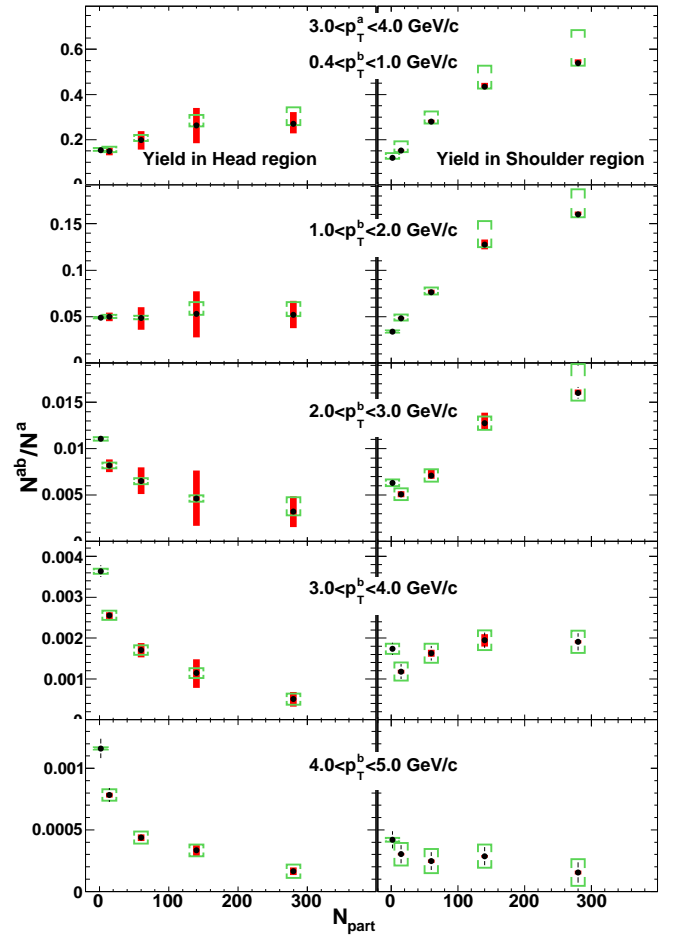 3.0<p_T^a<4.0 GeV/c
0.6
0.4<p_T^b<1.0 GeV/c
0.4
0.2
Yield in Head region
Yield in Shoulder region
0
0.15
1.0<p_T^b<2.0 GeV/c
0.1
0.05
0
0.015
2.0<p_T^b<3.0 GeV/c
0.01
0.005
0
N^ab/N^a
0.004
3.0<p_T^b<4.0 GeV/c
0.003
0.002
0.001
0
4.0<p_T^b<5.0 GeV/c
0.001
0.0005
0
0 100 200 300 0 100 200 300
N_part